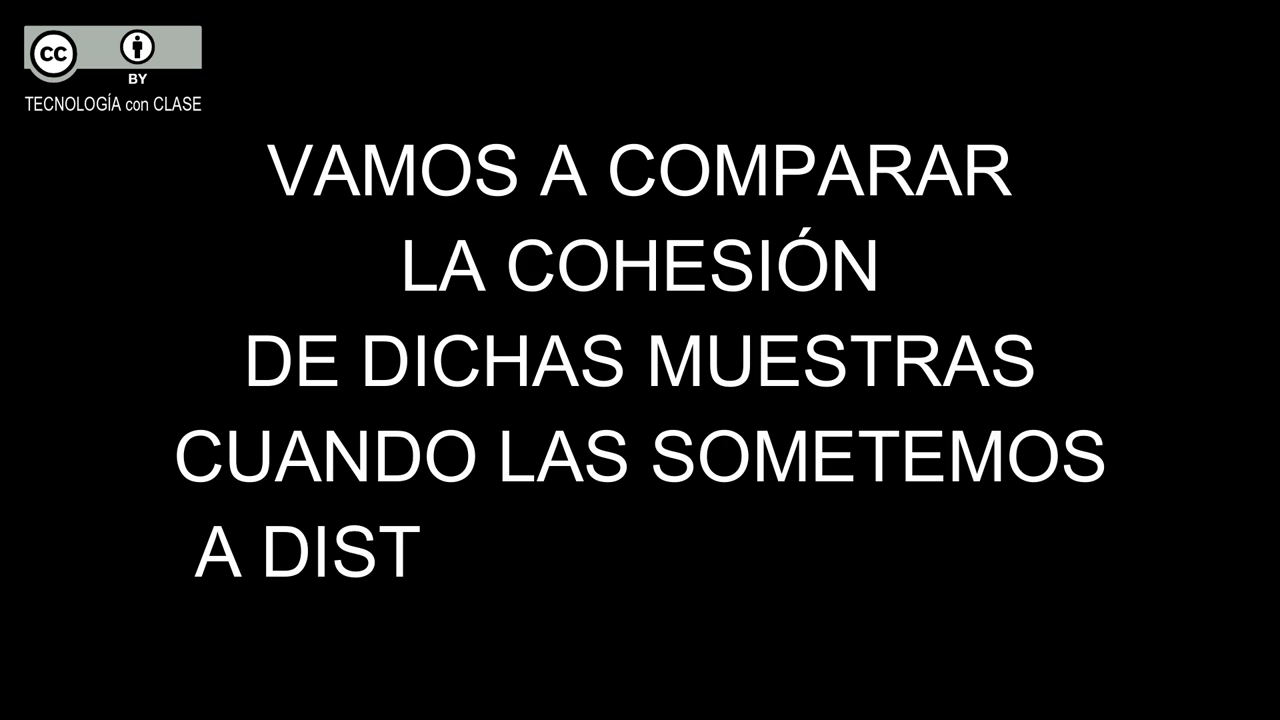 cc
BY
TECNOLOGÍA con CLASE
VAMOS A COMPARAR
LA COHESIÓN
DE DICHAS MUESTRAS
CUANDO LAS SOMETEMOS
A DIST